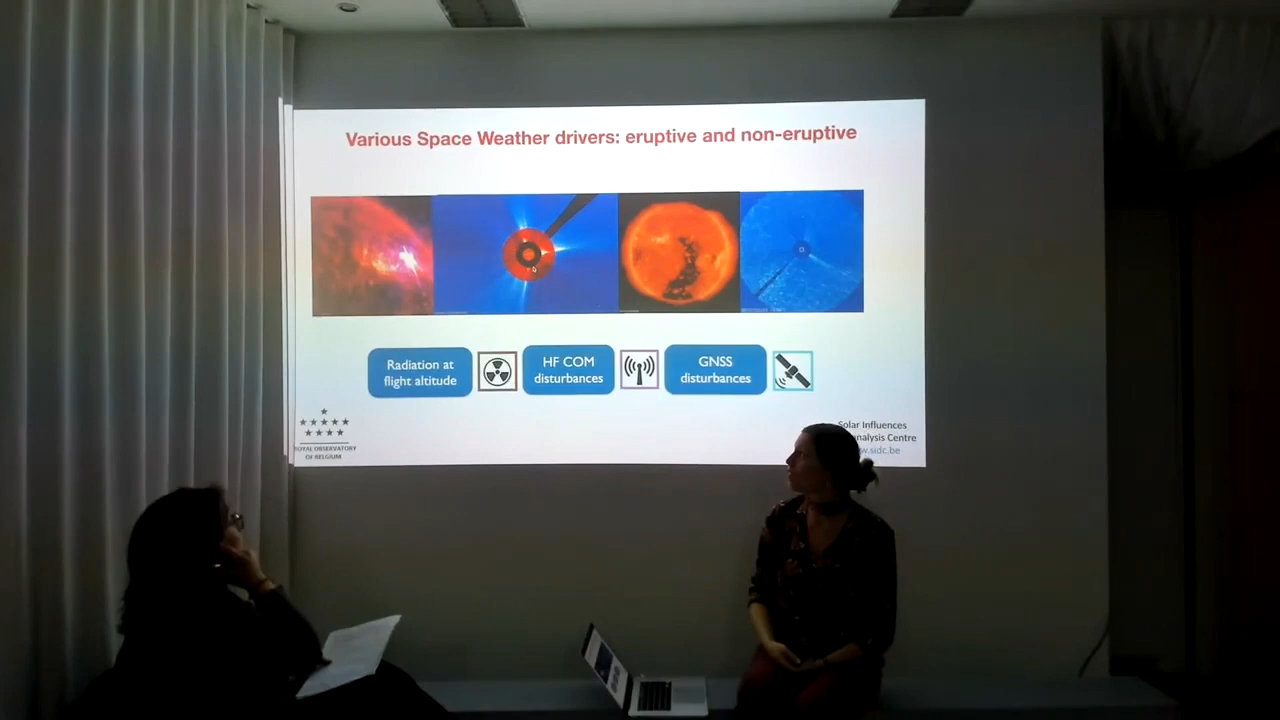 Various Space Weather drivers: eruptive and non-eruptive
Radiation at
flight altitude
HF COM
disturbances
GNSS
disturbances
ROYAL OBSERVATORY
OF BELGIUM
Solar Influences
analysis Centre
.sidc.be